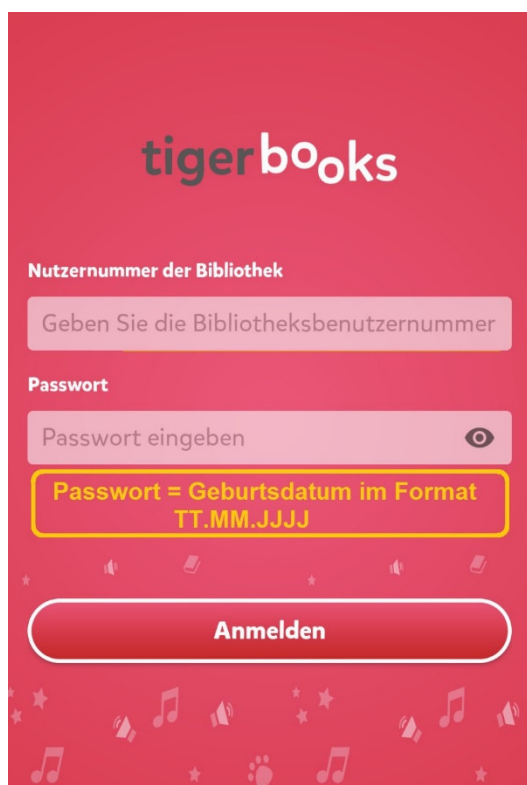 tigerbooks
Nutzernummer der Bibliothek
Geben Sie die Bibliotheksbenutzernummer
Passwort
Passwort eingeben
Passwort = Geburtsdatum im Format
TT.MM.JJJJ
Anmelden